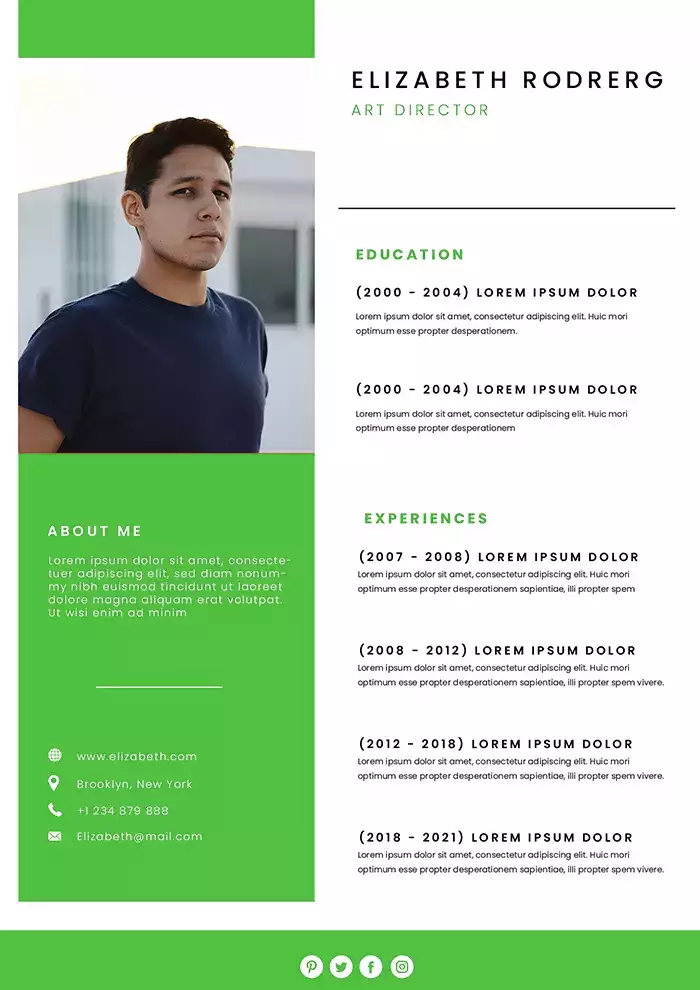 ELIZABETH RODRERG
ART DIRECTOR
EDUCATION
(2000 - 2004) LOREM IPSUM DOLOR
Lorem ipsum dolor sit amet, consectetur adipiscing elit. Huic mori
optimum esse propter desperationem.
(2000 - 2004) LOREM IPSUM DOLOR
Lorem ipsum dolor sit amet, consectetur adipiscing elit. Huic mori
optimum esse propter desperationem
EXPERIENCES
(2007 - 2008) LOREM IPSUM DOLOR
Lorem ipsum dolor sit amet, consectetur adipiscing elit. Huic mori
optimum esse propter desperationem sapientiae, illi propter spem
(2008 - 2012) LOREM IPSUM DOLOR
Lorem ipsum dolor sit amet, consectetur adipiscing elit. Huic mori
optimum esse propter desperationem sapientiae, illi propter spem vivere.
(2012 - 2018) LOREM IPSUM DOLOR
Lorem ipsum dolor sit amet, consectetur adipiscing elit. Huic mori
optimum esse propter desperationem sapientiae, illi propter spem vivere.
(2018 - 2021) LOREM IPSUM DOLOR
Lorem ipsum dolor sit amet, consectetur adipiscing elit. Huic mori
optimum esse propter desperationem sapientiae, illi propter spem vivere.
ABOUT ME
Lorem ipsum dolor sit amet, consecte-
tuer adipiscing elit, sed diam nonum-
my nibh euismod tincidunt ut laoreet
dolore magna aliquam erat volutpat.
Ut wisi enim ad minim
www.elizabeth.com
Brooklyn, New York
+1 234 879 888
Elizabeth@mail.com